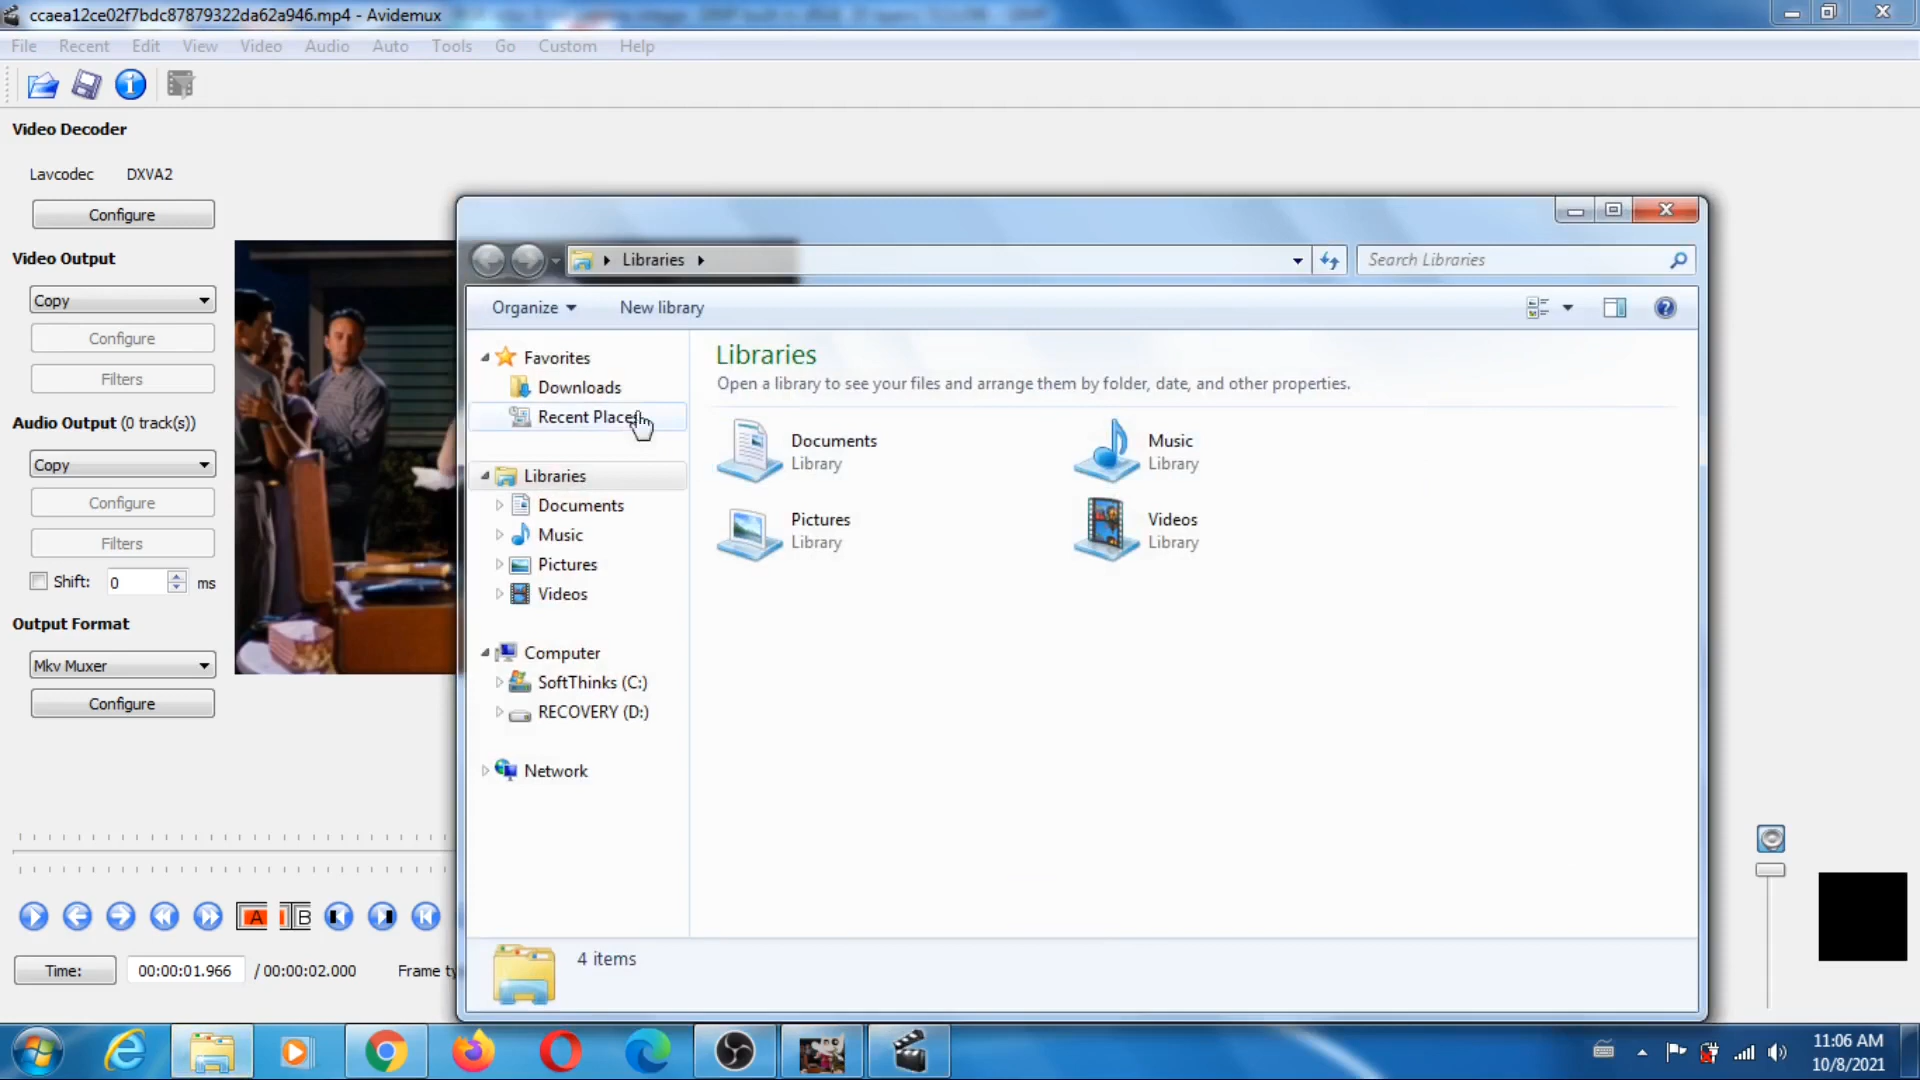 ccaea12ce02f7bdc87879322da62a946.mp4 - Avidemux
File Recent Edit View Video Audio Auto Tools Go Custom Help
Video Decoder
Lavcodec DXVA2
Configure
Video Output
Copy
Configure
Filters
Audio Output (0 track(s))
Copy
Configure
Filters
Shift: 0 ms
Output Format
Mkv Muxer
Configure
A B
Time: 00:00:01.966 / 00:00:02.000 Frame ty
Libraries
Search Libraries
Organize New library
Favorites
Downloads
Recent Places
Libraries
Documents
Music
Pictures
Videos
Computer
SoftThinks (C:)
RECOVERY (D:)
Network
Libraries
Open a library to see your files and arrange them by folder, date, and other properties.
Documents
Library
Music
Library
Pictures
Library
Videos
Library
4 items
11:06 AM
10/8/2021